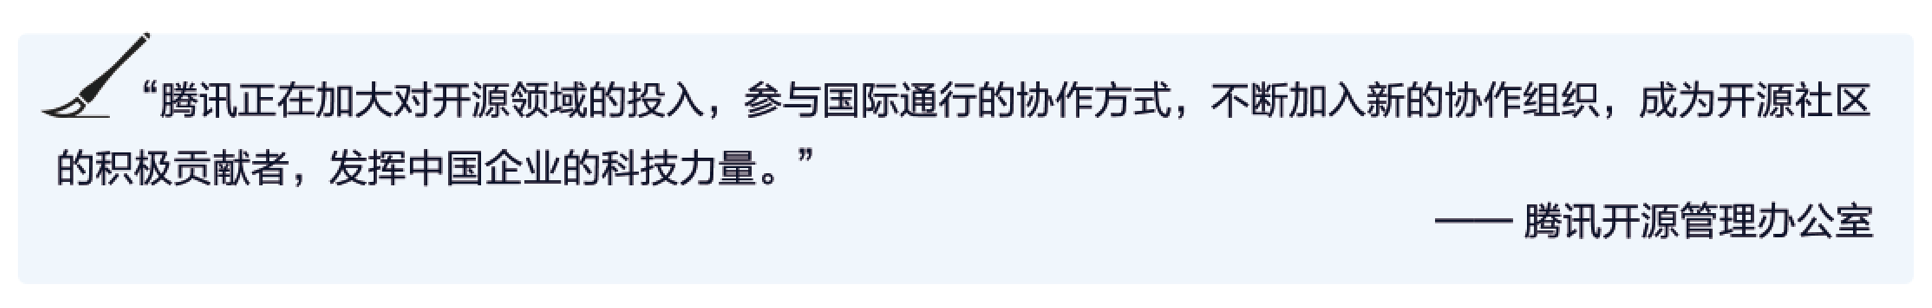 “腾讯正在加大对开源领域的投入，参与国际通行的协作方式，不断加入新的协作组织，成为开源社区
的积极贡献者，发挥中国企业的科技力量。”
—— 腾讯开源管理办公室